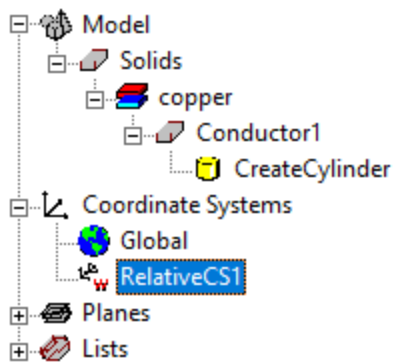 Model
Solids
copper
Conductor1
CreateCylinder
Coordinate Systems
Global
W
RelativeCS1
Planes
Lists